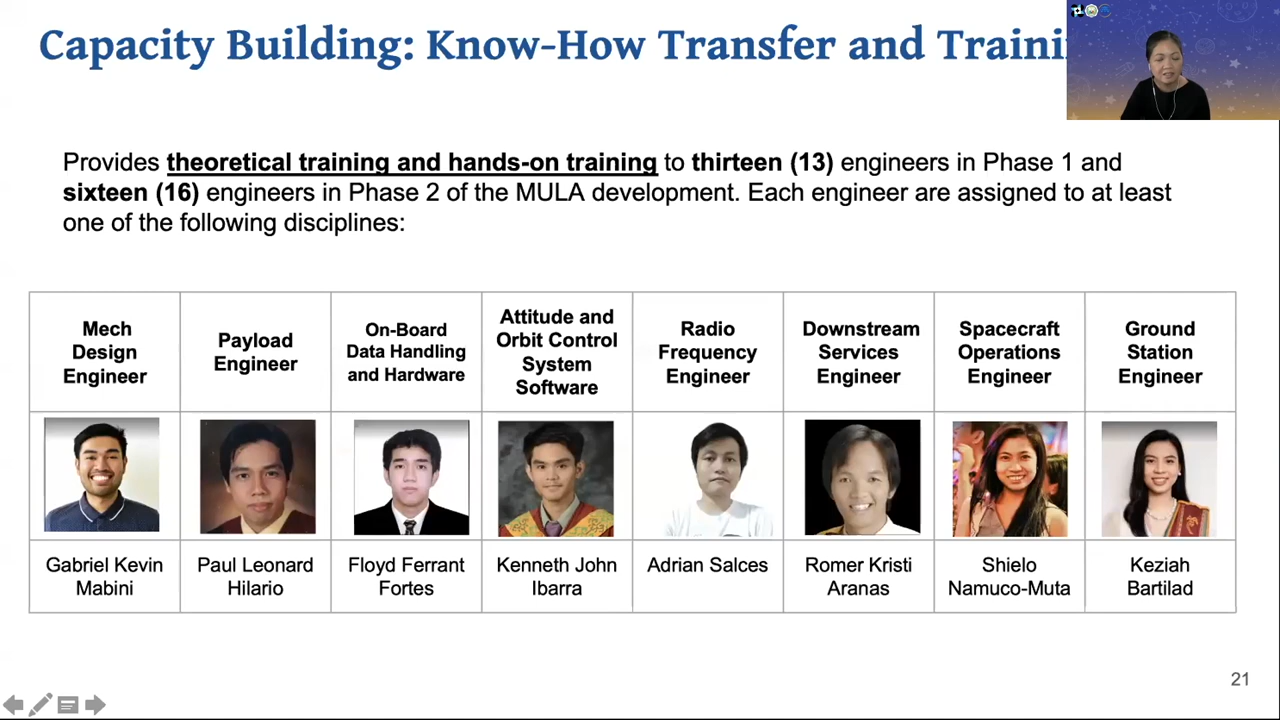 Capacity Building: Know-How Transfer and Traini
Provides theoretical training and hands-on training to thirteen (13) engineers in Phase 1 and
sixteen (16) engineers in Phase 2 of the MULA development. Each engineer are assigned to at least
one of the following disciplines:
Mech
Design
Engineer
Payload
Engineer
On-Board
Data Handling
and Hardware
Attitude and
Orbit Control
System
Software
Radio
Frequency
Engineer
Downstream
Services
Engineer
Spacecraft
Operations
Engineer
Ground
Station
Engineer
Gabriel Kevin
Mabini
Paul Leonard
Hilario
Floyd Ferrant
Fortes
Kenneth John
Ibarra
Adrian Salces
Romer Kristi
Aranas
Shielo
Namuco-Muta
Keziah
Bartilad
21